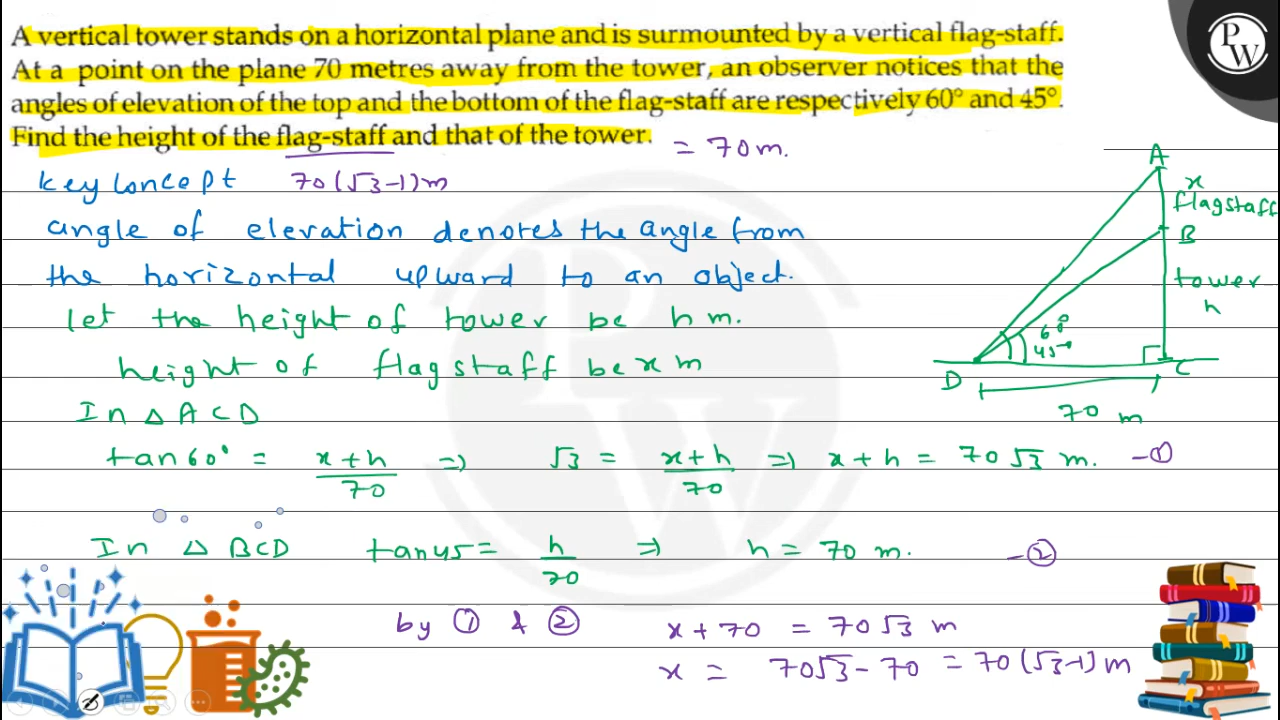 A vertical tower stands on a horizontal plane and is surmounted by a vertical flag-staff.
At a point on the plane 70 metres away from the tower, an observer notices that the
angles of elevation of the top and the bottom of the flag-staff are respectively 60° and 45°.
Find the height of the flag-staff and that of the tower.
= 70m.
Key Concept 70(√3-1)m
angle of elevation denotes the angle from
the horizontal upward to an object.
let the height of tower be h m.
height of flagstaff be x m
In △ ACD
tan60° = x+h/70 ⇒ √3 = x+h/70 ⇒ x+h = 70√3 m. -①
In △ BCD tan45 = h/70 ⇒ h = 70 m. -②
by ① & ② x+70 = 70√3 m
x = 70√3 - 70 = 70(√3-1)m
PW
A
x
flagstaff
B
tower
h
60°
45°
D
C
70 m
PW